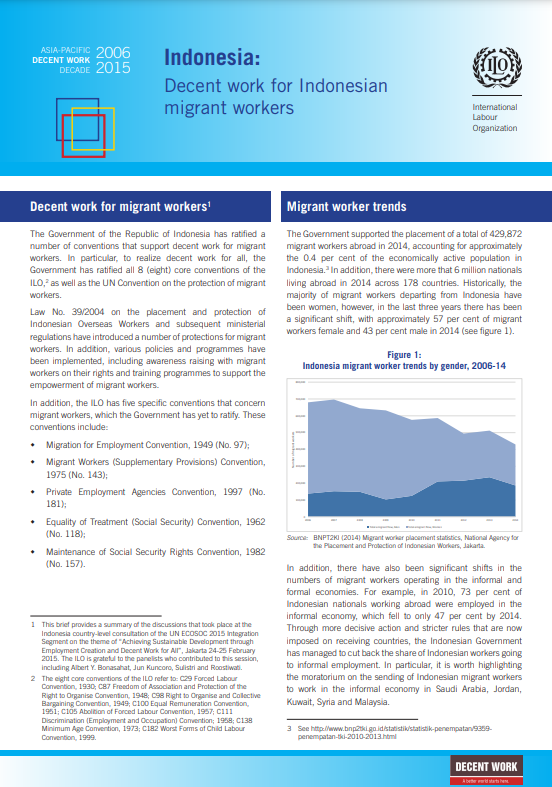 ASIA-PACIFIC 2006
DECENT WORK
DECADE 2015
Indonesia:
Decent work for Indonesian
migrant workers
ILO
International
Labour
Organization
Decent work for migrant workers1
The Government of the Republic of Indonesia has ratified a
number of conventions that support decent work for migrant
workers. In particular, to realize decent work for all, the
Government has ratified all 8 (eight) core conventions of the
ILO,2 as well as the UN Convention on the protection of migrant
workers.
Law No. 39/2004 on the placement and protection of
Indonesian Overseas Workers and subsequent ministerial
regulations have introduced a number of protections for migrant
workers. In addition, various policies and programmes have
been implemented, including awareness raising with migrant
workers on their rights and training programmes to support the
empowerment of migrant workers.
In addition, the ILO has five specific conventions that concern
migrant workers, which the Government has yet to ratify. These
conventions include:
Migration for Employment Convention, 1949 (No. 97);
Migrant Workers (Supplementary Provisions) Convention,
1975 (No. 143);
Private Employment Agencies Convention, 1997 (No.
181);
Equality of Treatment (Social Security) Convention, 1962
(No. 118);
Maintenance of Social Security Rights Convention, 1982
(No. 157).
1 This brief provides a summary of the discussions that took place at the
Indonesia country-level consultation of the UN ECOSOC 2015 Integration
Segment on the theme of "Achieving Sustainable Development through
Employment Creation and Decent Work for All", Jakarta 24-25 February
2015. The ILO is grateful to the panelists who contributed to this session,
including Albert Y. Bonasahat, Jun Kuncoro, Sulistri and Roostiwati.
2 The eight core conventions of the ILO refer to: C29 Forced Labour
Convention, 1930; C87 Freedom of Association and Protection of the
Right to Organise Convention, 1948; C98 Right to Organise and Collective
Bargaining Convention, 1949; C100 Equal Remuneration Convention,
1951; C105 Abolition of Forced Labour Convention, 1957; C111
Discrimination (Employment and Occupation) Convention; 1958; C138
Minimum Age Convention, 1973; C182 Worst Forms of Child Labour
Convention, 1999.
Migrant worker trends
The Government supported the placement of a total of 429,872
migrant workers abroad in 2014, accounting for approximately
the 0.4 per cent of the economically active population in
Indonesia.3 In addition, there were more that 6 million nationals
living abroad in 2014 across 178 countries. Historically, the
majority of migrant workers departing from Indonesia have
been women, however, in the last three years there has been
a significant shift, with approximately 57 per cent of migrant
workers female and 43 per cent male in 2014 (see figure 1).
Figure 1:
Indonesia migrant worker trends by gender, 2006-14
Source: BNPT2KI (2014) Migrant worker placement statistics, National Agency for
the Placement and Protection of Indonesian Workers, Jakarta.
In addition, there have also been significant shifts in the
numbers of migrant workers operating in the informal and
formal economies. For example, in 2010, 73 per cent of
Indonesian nationals working abroad were employed in the
informal economy, which fell to only 47 per cent by 2014.
Through more decisive action and stricter rules that are now
imposed on receiving countries, the Indonesian Government
has managed to cut back the share of Indonesian workers going
to informal employment. In particular, it is worth highlighting
the moratorium on the sending of Indonesian migrant workers
to work in the informal economy in Saudi Arabia, Jordan,
Kuwait, Syria and Malaysia.
3 See http://www.bnp2tki.go.id/statistik/statistik-penempatan/9359-
penempatan-tki-2010-2013.html
DECENT WORK
A better world starts here.